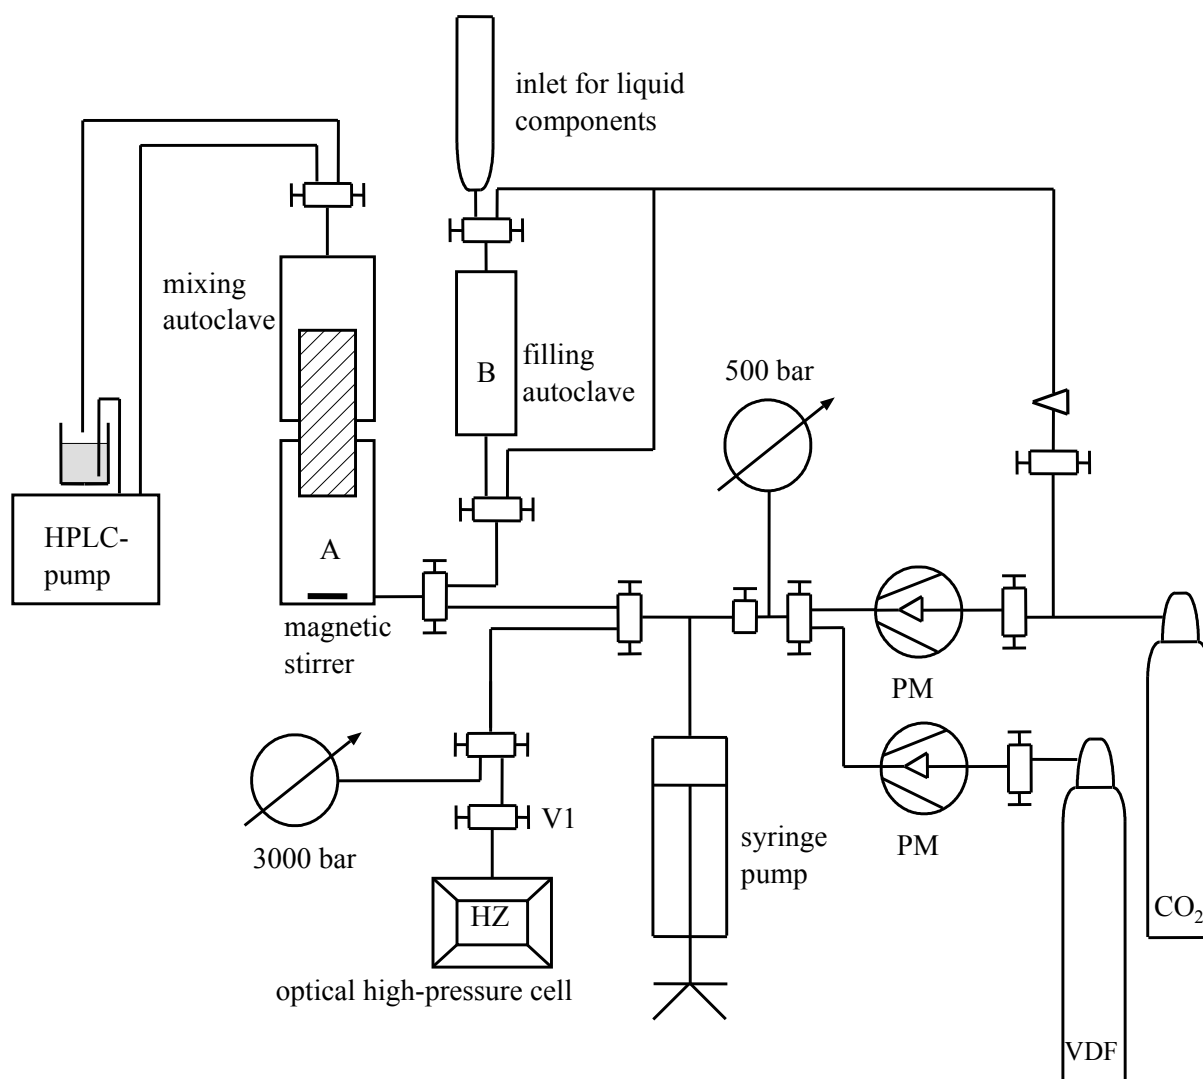 inlet for liquid
components
mixing
autoclave
filling
autoclave
B
500 bar
HPLC-
pump
A
magnetic
stirrer
PM
3000 bar
V1
syringe
pump
PM
HZ
optical high-pressure cell
CO₂
VDF